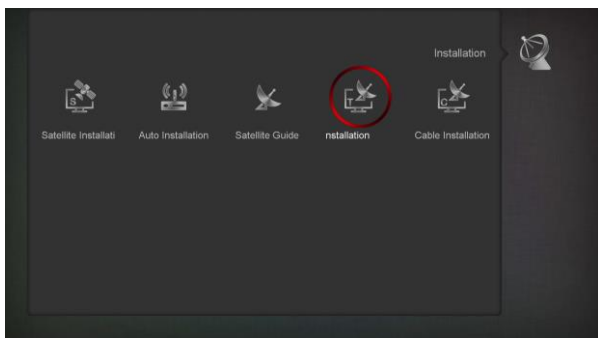 Installation
S
T
C
Satellite Installati
Auto Installation
Satellite Guide
nstallation
Cable Installation